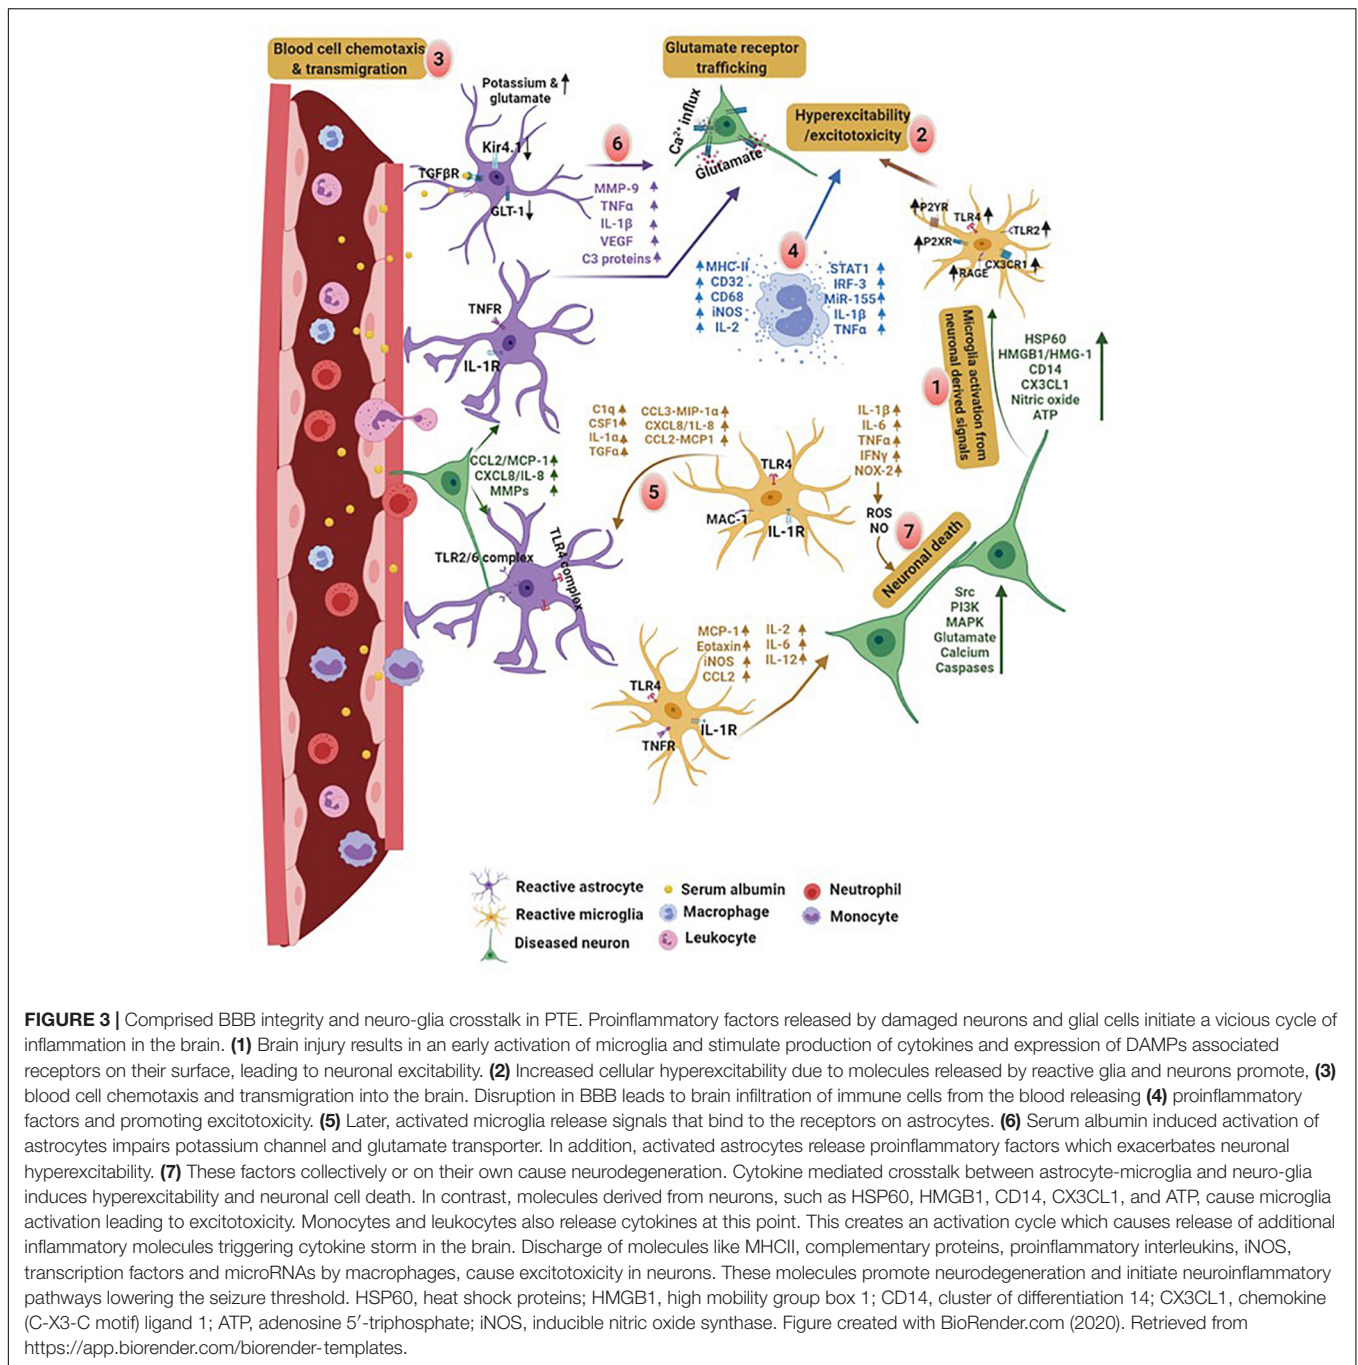 Blood cell chemotaxis
& transmigration
3
Glutamate receptor
trafficking
Potassium &
glutamate
Kir4.1
TGFβR
GLT-1
6
MMP-9
TNFα
IL-1β
VEGF
C3 proteins
Ca²⁺ influx
Glutamate
Hyperexcitability
/excitotoxicity
2
P2YR
TLR4
TLR2
P2XR
CX3CR1
RAGE
4
MHC-II
CD32
CD68
iNOS
IL-2
STAT1
IRF-3
MiR-155
IL-1β
TNFα
TNFR
IL-1R
Microglia activation from
neuronal derived signals
1
HSP60
HMGB1/HMG-1
CD14
CX3CL1
Nitric oxide
ATP
C1q
CSF1
IL-1α
TGFα
CCL3-MIP-1α
CXCL8/1L-8
CCL2-MCP1
IL-1β
IL-6
TNFα
IFNγ
NOX-2
CCL2/MCP-1
CXCL8/IL-8
MMPs
5
TLR4
MAC-1
IL-1R
ROS
NO
7
Neuronal death
TLR2/6 complex
TLR4 complex
Src
PI3K
MAPK
Glutamate
Calcium
Caspases
MCP-1
Eotaxin
iNOS
CCL2
IL-2
IL-6
IL-12
TLR4
IL-1R
TNFR
Reactive astrocyte
Reactive microglia
Diseased neuron
Serum albumin
Macrophage
Leukocyte
Neutrophil
Monocyte
FIGURE 3 | Comprised BBB integrity and neuro-glia crosstalk in PTE. Proinflammatory factors released by damaged neurons and glial cells initiate a vicious cycle of
inflammation in the brain. (1) Brain injury results in an early activation of microglia and stimulate production of cytokines and expression of DAMPs associated
receptors on their surface, leading to neuronal excitability. (2) Increased cellular hyperexcitability due to molecules released by reactive glia and neurons promote, (3)
blood cell chemotaxis and transmigration into the brain. Disruption in BBB leads to brain infiltration of immune cells from the blood releasing (4) proinflammatory
factors and promoting excitotoxicity. (5) Later, activated microglia release signals that bind to the receptors on astrocytes. (6) Serum albumin induced activation of
astrocytes impairs potassium channel and glutamate transporter. In addition, activated astrocytes release proinflammatory factors which exacerbates neuronal
hyperexcitability. (7) These factors collectively or on their own cause neurodegeneration. Cytokine mediated crosstalk between astrocyte-microglia and neuro-glia
induces hyperexcitability and neuronal cell death. In contrast, molecules derived from neurons, such as HSP60, HMGB1, CD14, CX3CL1, and ATP, cause microglia
activation leading to excitotoxicity. Monocytes and leukocytes also release cytokines at this point. This creates an activation cycle which causes release of additional
inflammatory molecules triggering cytokine storm in the brain. Discharge of molecules like MHCII, complementary proteins, proinflammatory interleukins, iNOS,
transcription factors and microRNAs by macrophages, cause excitotoxicity in neurons. These molecules promote neurodegeneration and initiate neuroinflammatory
pathways lowering the seizure threshold. HSP60, heat shock proteins; HMGB1, high mobility group box 1; CD14, cluster of differentiation 14; CX3CL1, chemokine
(C-X3-C motif) ligand 1; ATP, adenosine 5′-triphosphate; iNOS, inducible nitric oxide synthase. Figure created with BioRender.com (2020). Retrieved from
https://app.biorender.com/biorender-templates.